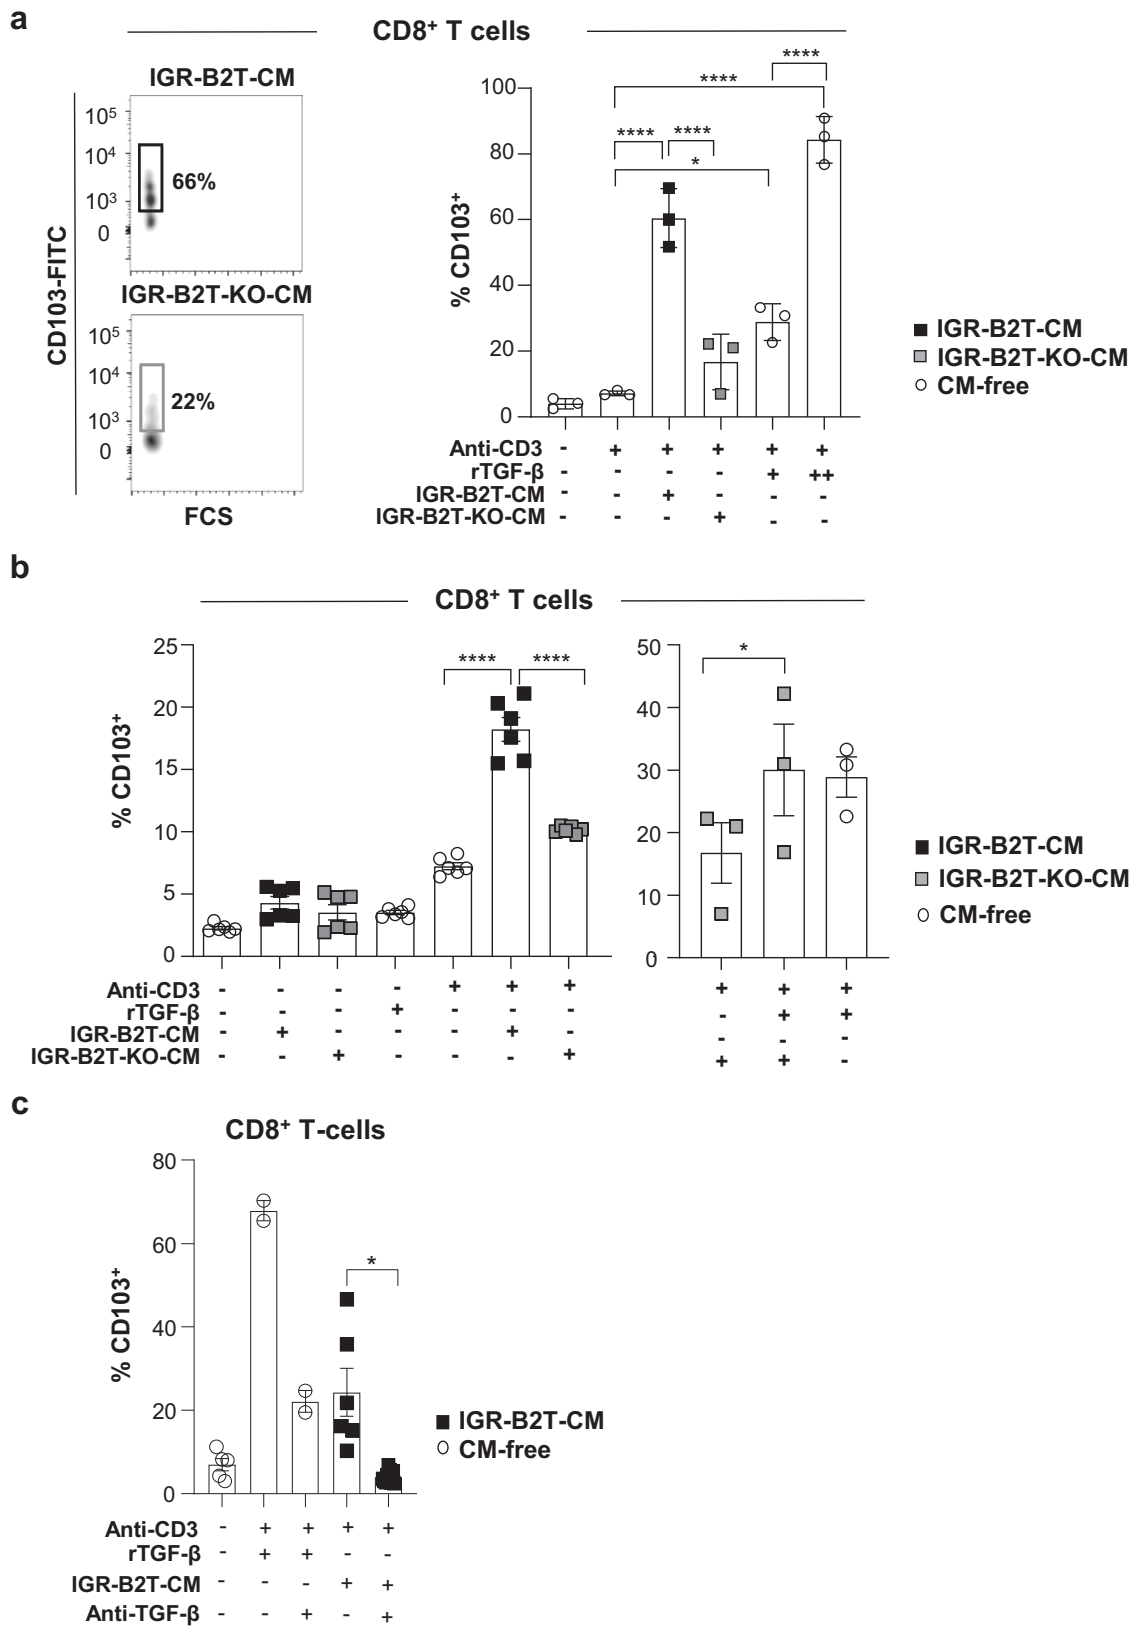 a
CD8⁺ T cells
IGR-B2T-CM
10⁵
10⁴
10³
0
66%
IGR-B2T-KO-CM
10⁵
10⁴
10³
0
22%
CD103-FITC
FCS
% CD103⁺
100
80
60
40
20
0
**** **** **** **** *
Anti-CD3 - + + + + +
rTGF-β - - - - + ++
IGR-B2T-CM - - + - - -
IGR-B2T-KO-CM - - - + - -
IGR-B2T-CM
IGR-B2T-KO-CM
CM-free
b
CD8⁺ T cells
% CD103⁺
25
20
15
10
5
0
**** ****
50
40
30
20
10
0
*
Anti-CD3 - - - - + + + + + +
rTGF-β - - - + - - - - + +
IGR-B2T-CM - + - - - + - - - -
IGR-B2T-KO-CM - - + - - - + + + -
IGR-B2T-CM
IGR-B2T-KO-CM
CM-free
c
CD8⁺ T-cells
% CD103⁺
80
60
40
20
0
*
IGR-B2T-CM
CM-free
Anti-CD3 - + + + +
rTGF-β - + + - -
IGR-B2T-CM - - - + +
Anti-TGF-β - - + - +